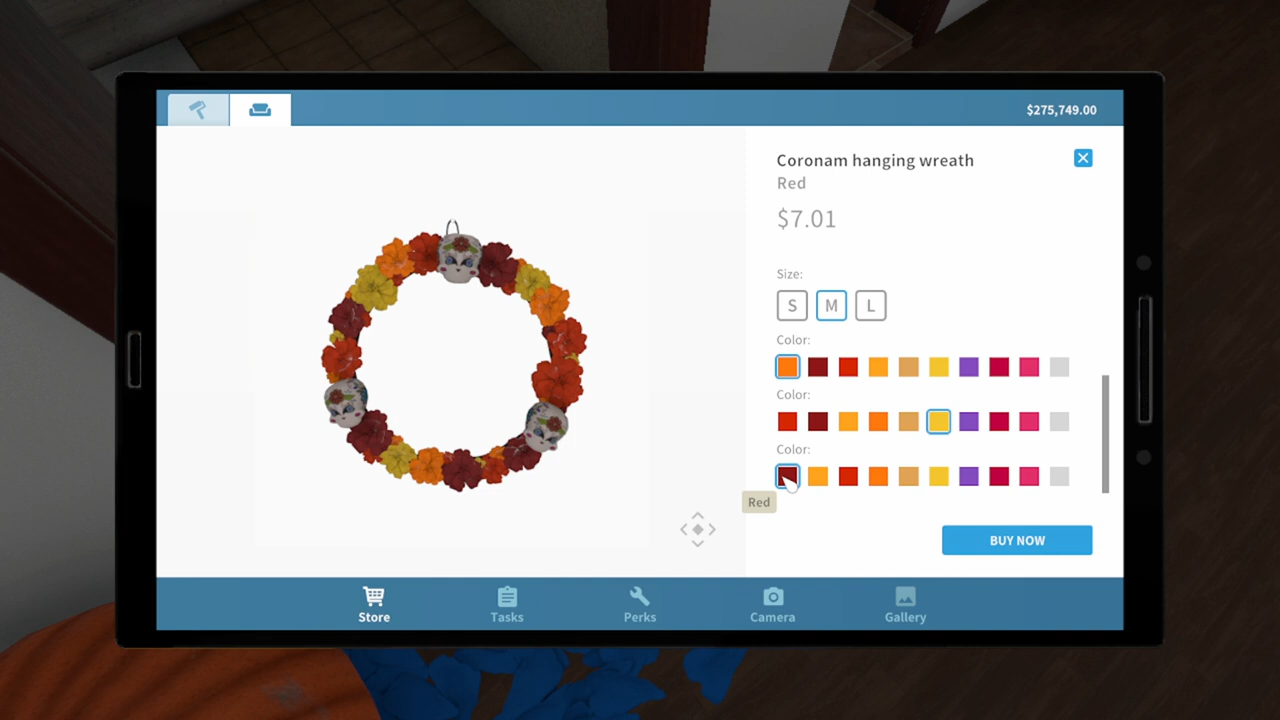 $275,749.00
Coronam hanging wreath
Red
$7.01
Size:
S M L
Color:
Color:
Color:
Red
BUY NOW
Store Tasks Perks Camera Gallery